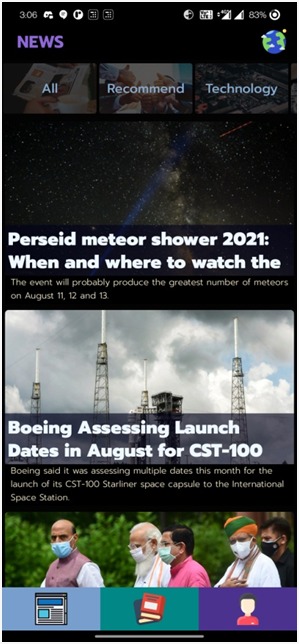 3:06 83%
NEWS
All Recommend Technology
Perseid meteor shower 2021:
When and where to watch the
The event will probably produce the greatest number of meteors
on August 11, 12 and 13.
Boeing Assessing Launch
Dates in August for CST-100
Boeing said it was assessing multiple dates this month for the
launch of its CST-100 Starliner space capsule to the International
Space Station.